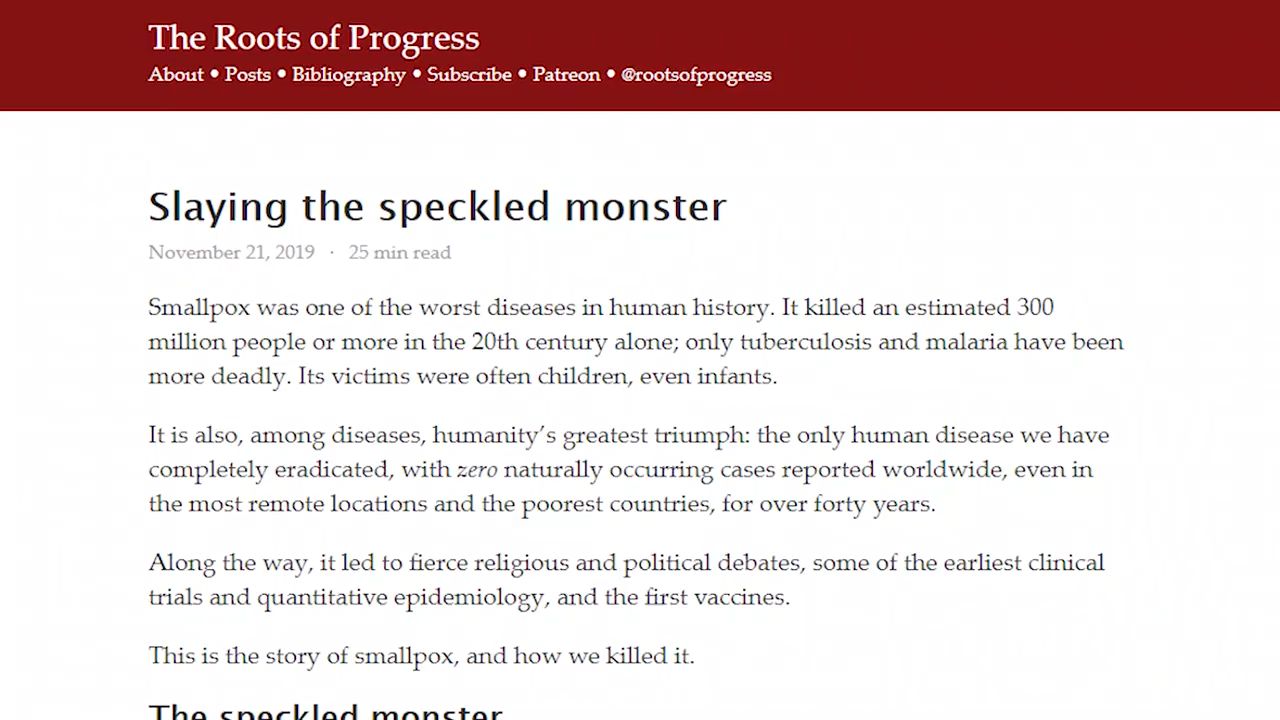 The Roots of Progress
About • Posts • Bibliography • Subscribe • Patreon • @rootsofprogress
Slaying the speckled monster
November 21, 2019 · 25 min read
Smallpox was one of the worst diseases in human history. It killed an estimated 300
million people or more in the 20th century alone; only tuberculosis and malaria have been
more deadly. Its victims were often children, even infants.
It is also, among diseases, humanity’s greatest triumph: the only human disease we have
completely eradicated, with zero naturally occurring cases reported worldwide, even in
the most remote locations and the poorest countries, for over forty years.
Along the way, it led to fierce religious and political debates, some of the earliest clinical
trials and quantitative epidemiology, and the first vaccines.
This is the story of smallpox, and how we killed it.
The speckled monster